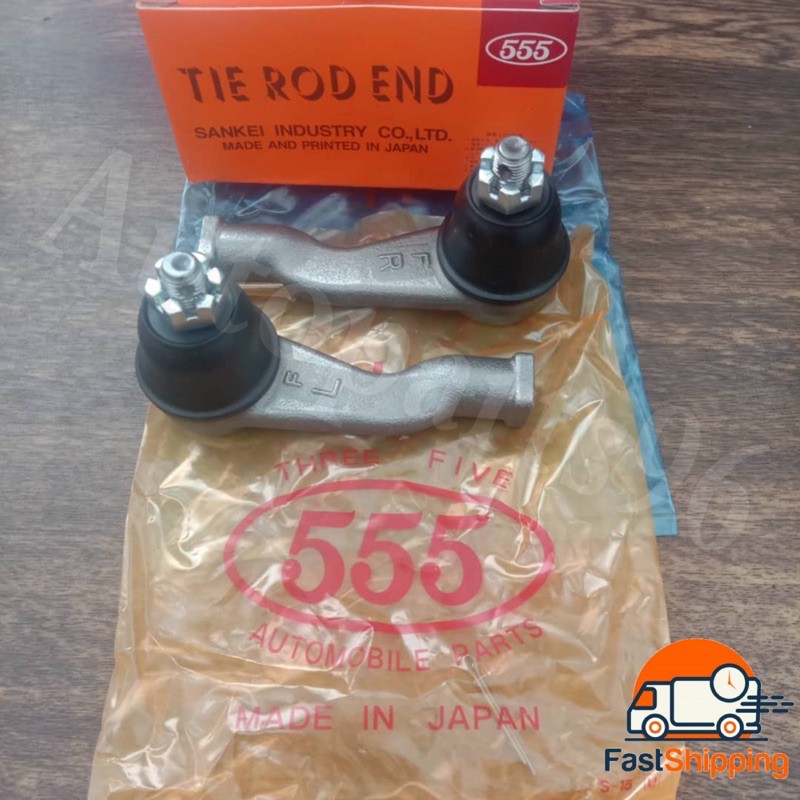 555
TIE ROD END
SANKEI INDUSTRY CO.,LTD.
MADE AND PRINTED IN JAPAN
F R
F L
THREE FIVE
555
AUTOMOBILE PARTS
MADE IN JAPAN
FastShipping